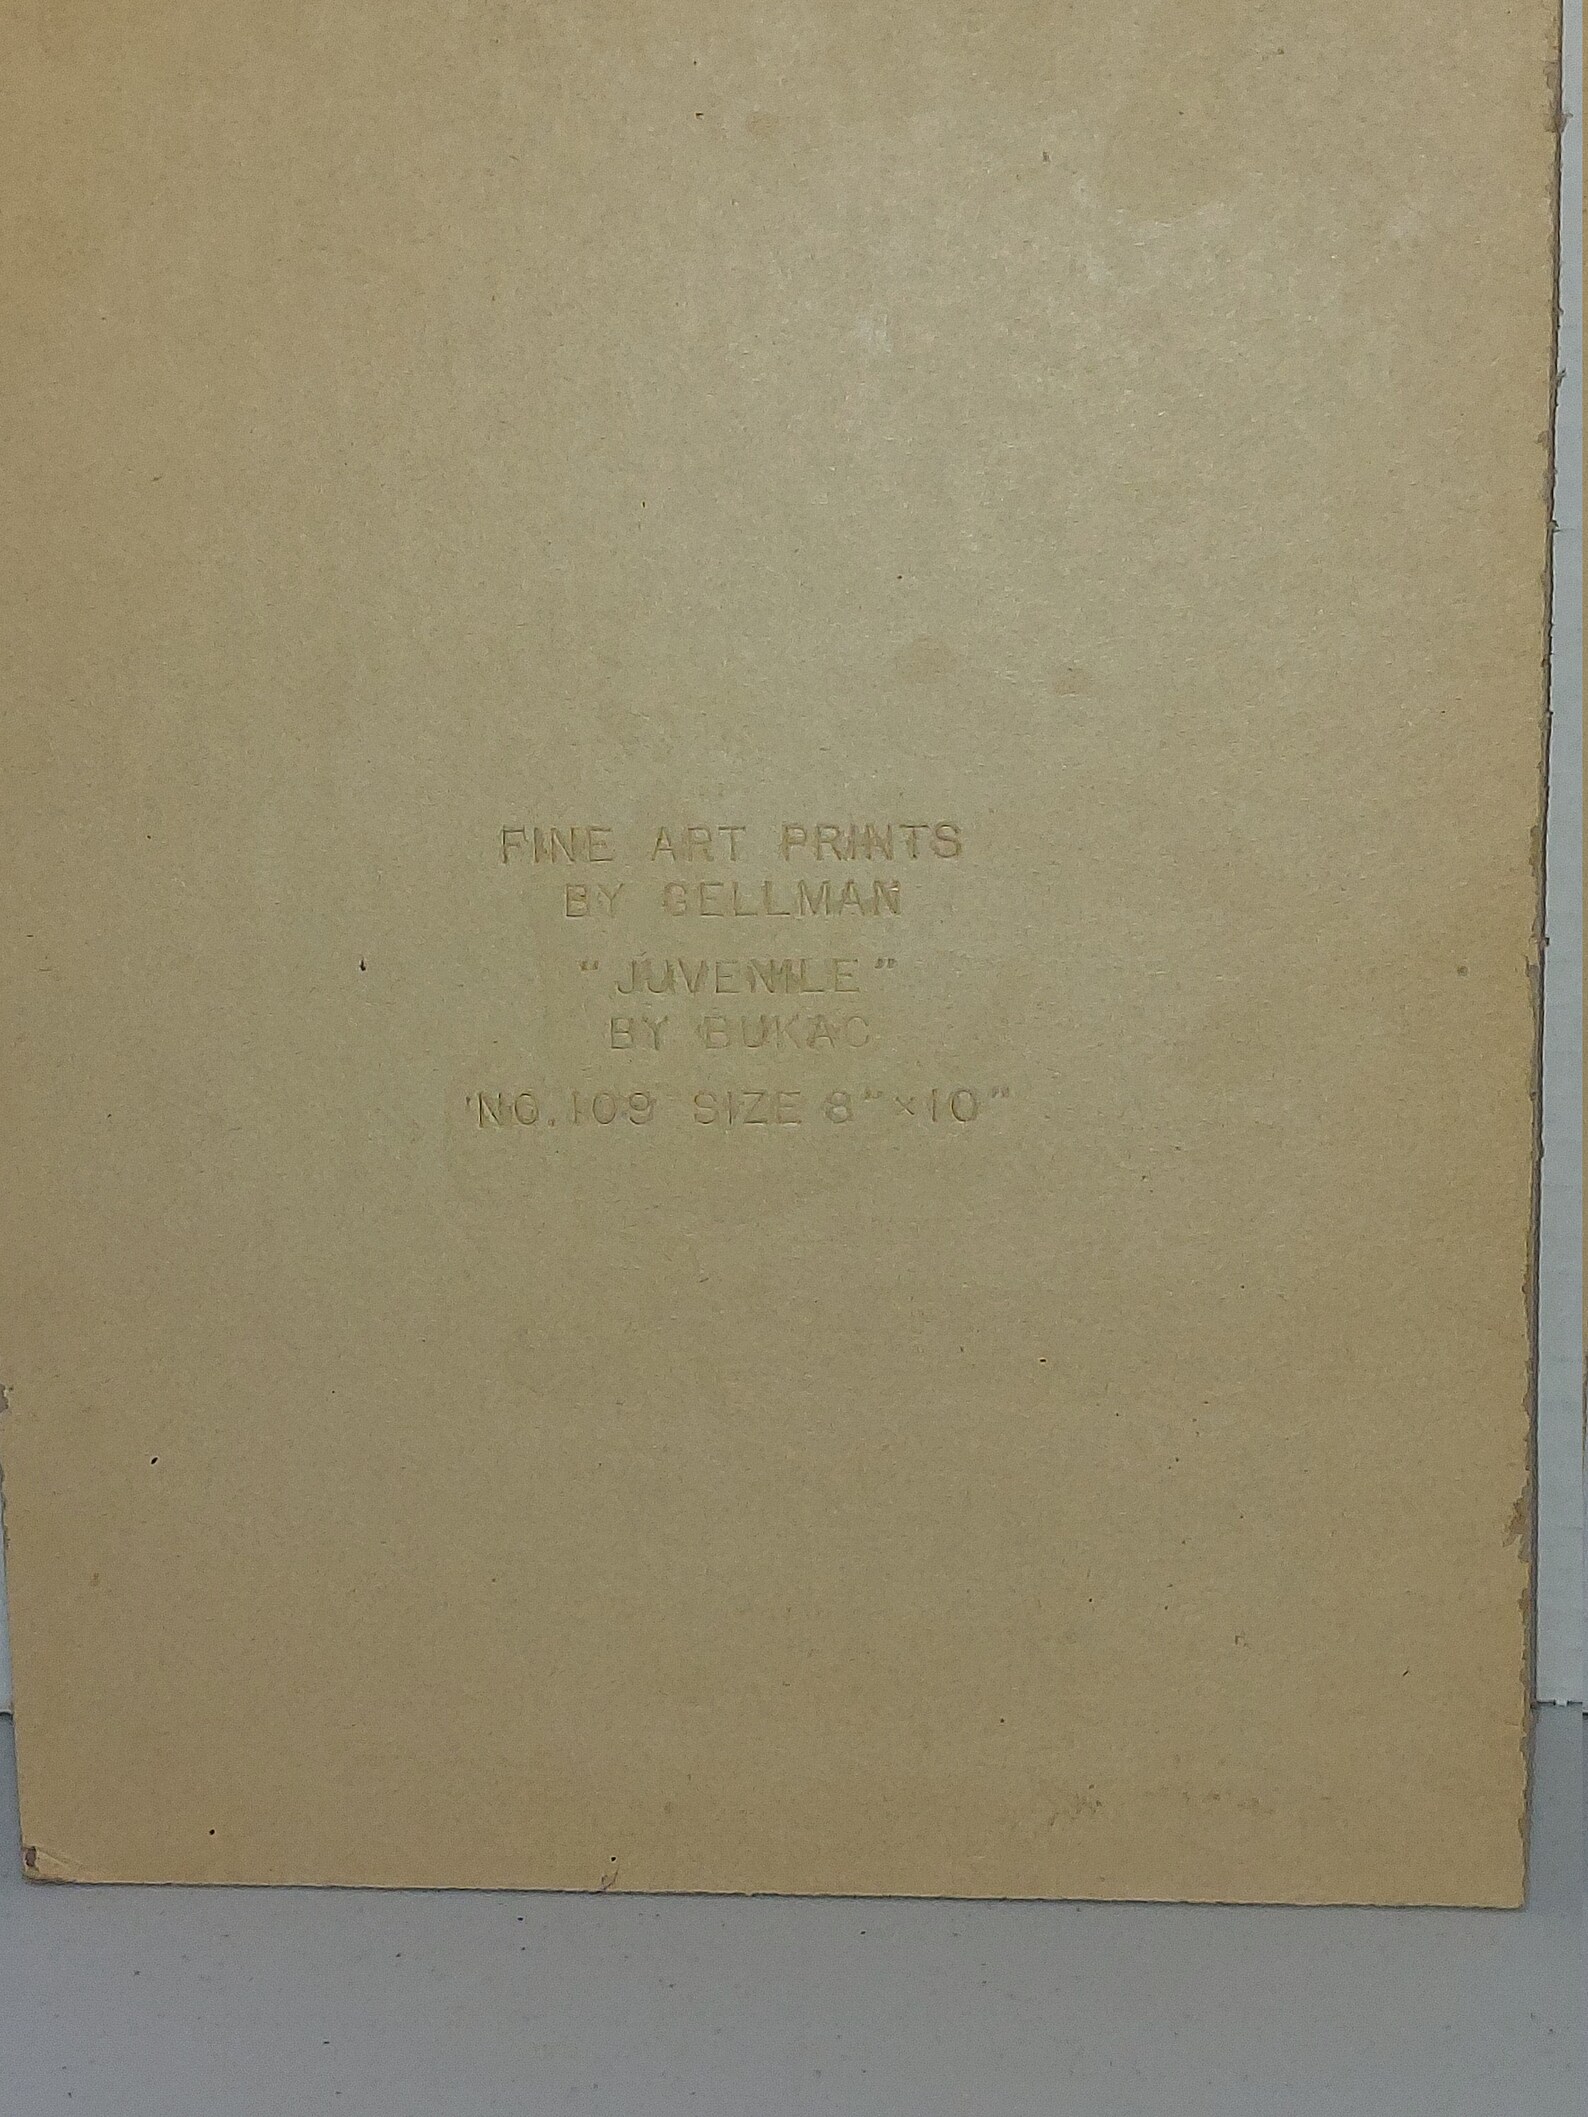 FINE ART PRINTS
BY GELLMAN
"JUVENILE"
BY BUKAC
NO.109 SIZE 8"×10"